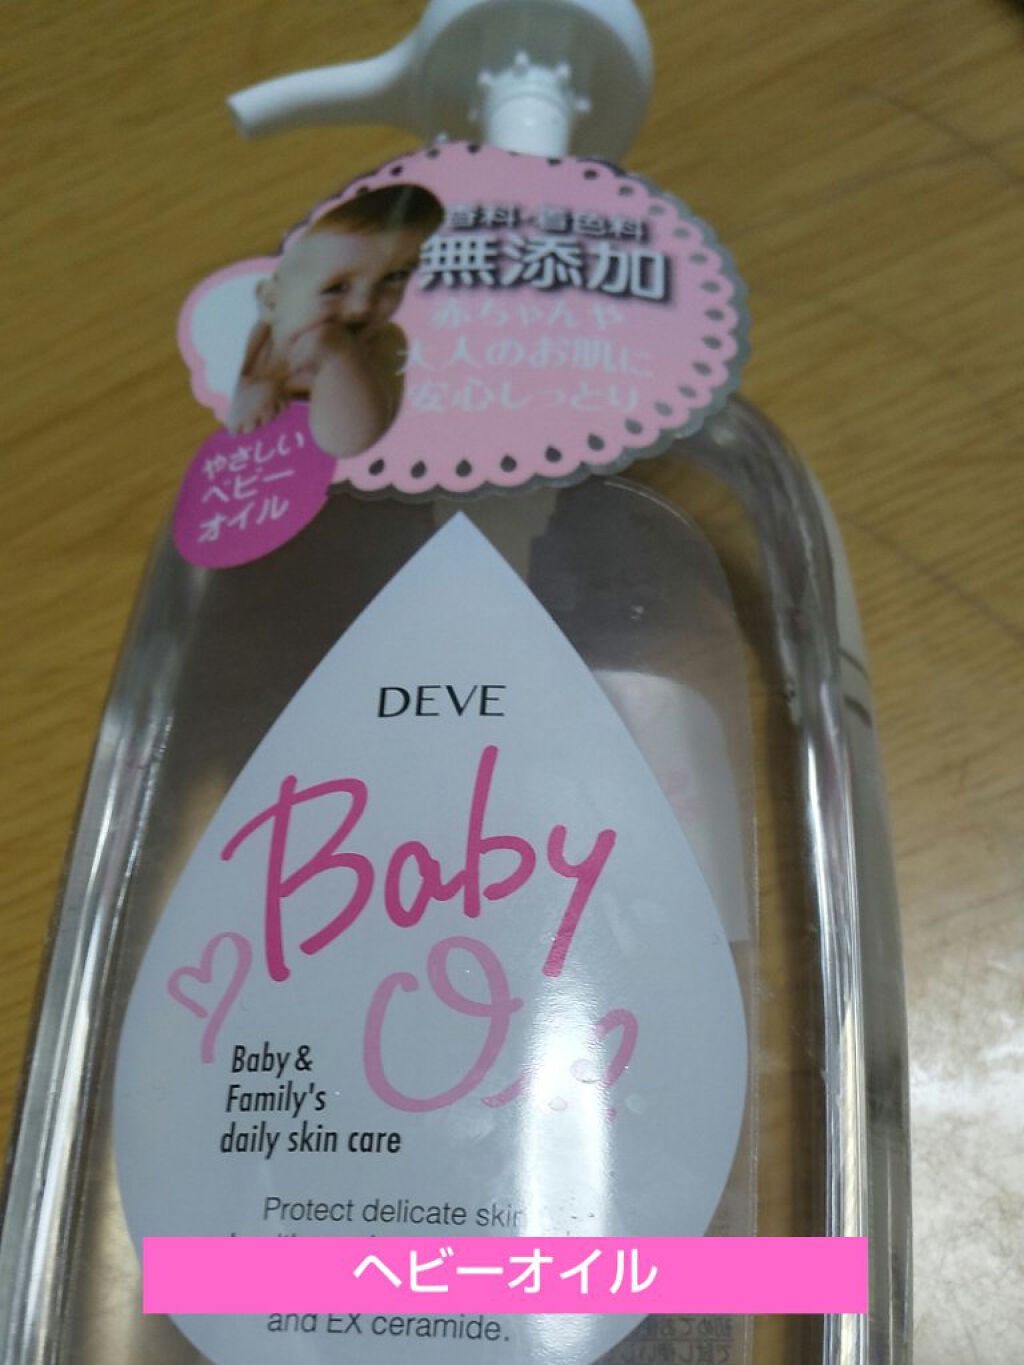 香料・着色料
無添加
赤ちゃんや
大人のお肌に
安心しっとり
やさしい
ベビー
オイル
DEVE
Baby
Baby &
Family's
daily skin care
Protect delicate skin
ヘビーオイル
and EX ceramide.